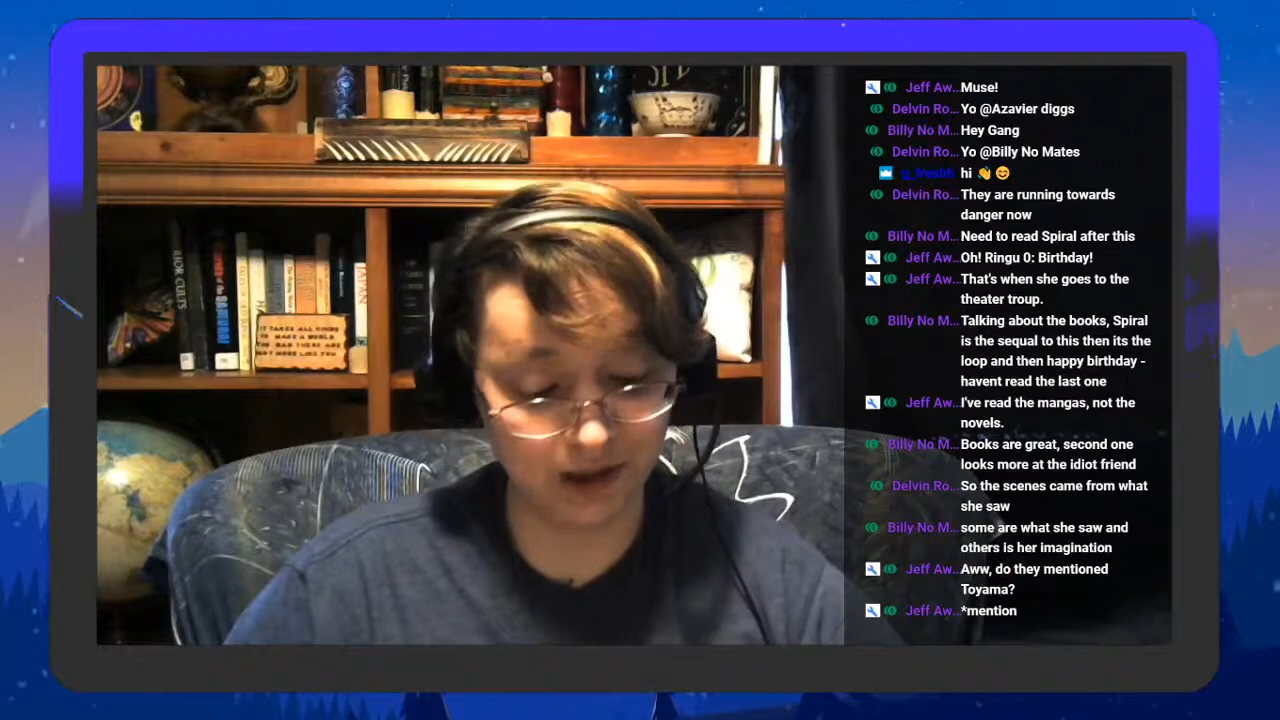 SPE
FOR CULTS
of the SAMURAI
JAPAN
IT TAKES ALL KINDS
TO MAKE A WORLD
TOO BAD THERE ARE
NOT MORE LIKE YOU
Jeff Aw... Muse!
Delvin Ro... Yo @Azavier diggs
Billy No M... Hey Gang
Delvin Ro... Yo @Billy No Mates
g_freshh hi 👋 😊
Delvin Ro... They are running towards
danger now
Billy No M... Need to read Spiral after this
Jeff Aw... Oh! Ringu 0: Birthday!
Jeff Aw... That's when she goes to the
theater troup.
Billy No M... Talking about the books, Spiral
is the sequal to this then its the
loop and then happy birthday -
havent read the last one
Jeff Aw... I've read the mangas, not the
novels.
Billy No M... Books are great, second one
looks more at the idiot friend
Delvin Ro... So the scenes came from what
she saw
Billy No M... some are what she saw and
others is her imagination
Jeff Aw... Aww, do they mentioned
Toyama?
Jeff Aw... *mention